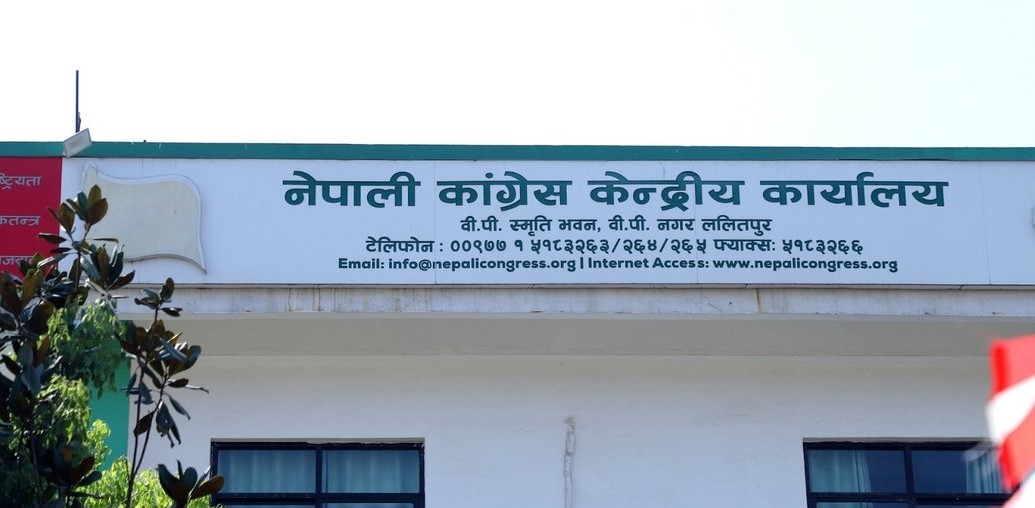 नेपाली कांग्रेस केन्द्रीय कार्यालय
वी.पी. स्मृति भवन, वी.पी. नगर ललितपुर
टेलिफोन : ००९७७ १ ५१८३२६३/२६४/२६५ फ्याक्स: ५१८३२६६
Email: info@nepalicongress.org | Internet Access: www.nepalicongress.org